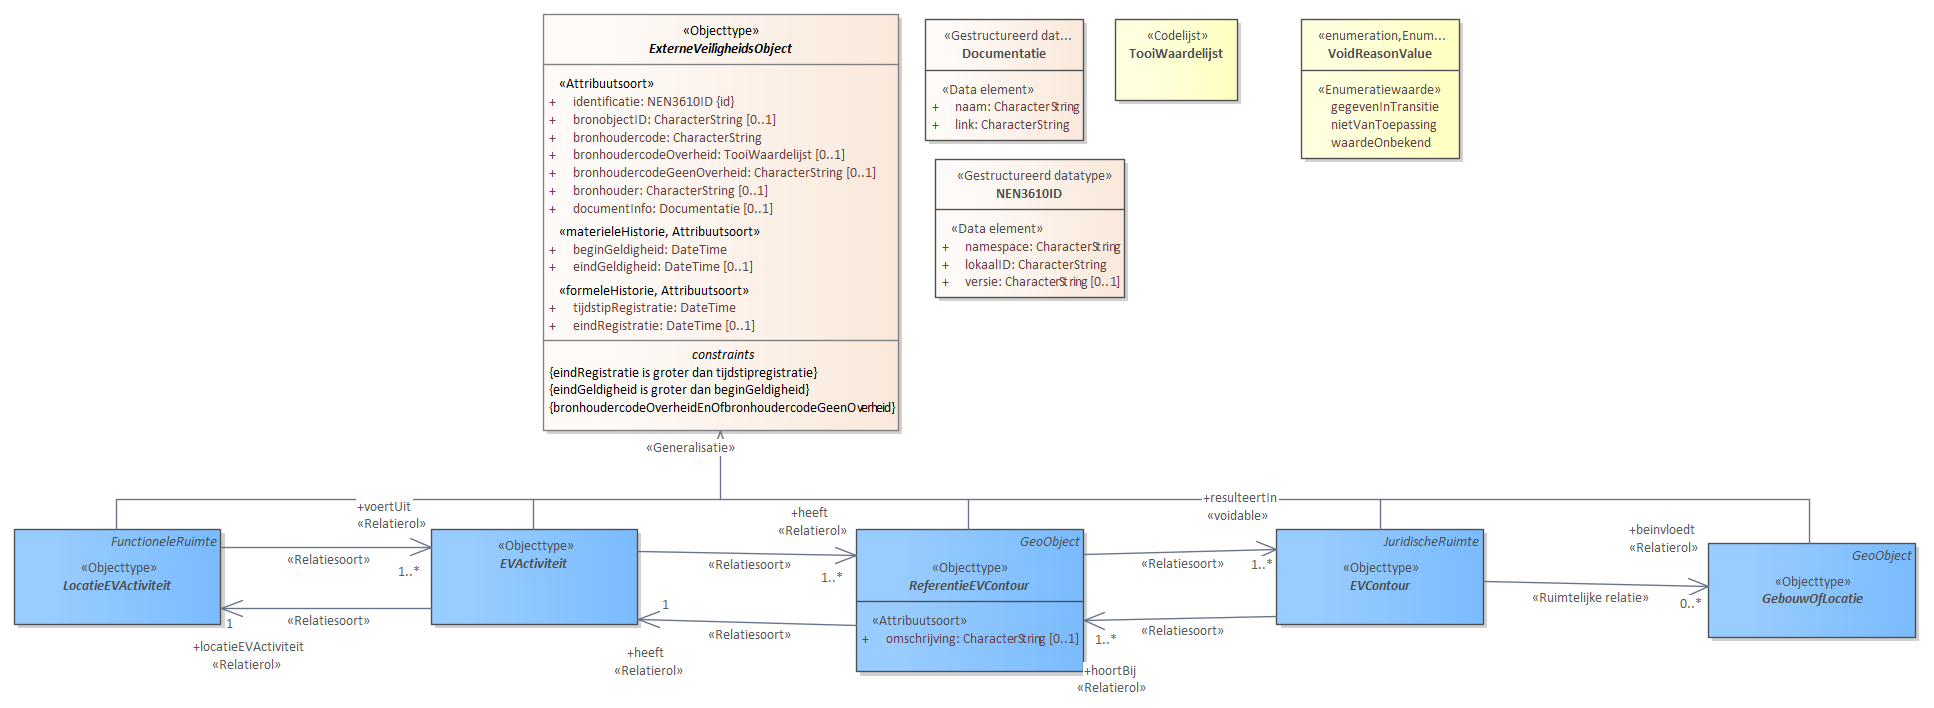 «Objecttype»
ExterneVeiligheidsObject
«Attribuutsoort»
+ identificatie: NEN3610ID {id}
+ bronobjectID: CharacterString [0..1]
+ bronhoudercode: CharacterString
+ bronhoudercodeOverheid: TooiWaardelijst [0..1]
+ bronhoudercodeGeenOverheid: CharacterString [0..1]
+ bronhouder: CharacterString [0..1]
+ documentInfo: Documentatie [0..1]
«materieleHistorie, Attribuutsoort»
+ beginGeldigheid: DateTime
+ eindGeldigheid: DateTime [0..1]
«formeleHistorie, Attribuutsoort»
+ tijdstipRegistratie: DateTime
+ eindRegistratie: DateTime [0..1]
constraints
{eindRegistratie is groter dan tijdstipregistratie}
{eindGeldigheid is groter dan beginGeldigheid}
{bronhoudercodeOverheidEnOfbronhoudercodeGeenOverheid}
«Gestructureerd dat...
Documentatie
«Data element»
+ naam: CharacterString
+ link: CharacterString
«Codelijst»
TooiWaardelijst
«enumeration,Enum...
VoidReasonValue
«Enumeratiewaarde»
gegevenInTransitie
nietVanToepassing
waardeOnbekend
«Gestructureerd datatype»
NEN3610ID
«Data element»
+ namespace: CharacterString
+ lokaalID: CharacterString
+ versie: CharacterString [0..1]
«Generalisatie»
FunctioneleRuimte
«Objecttype»
LocatieEVActiviteit
+voertUit
«Relatierol»
«Relatiesoort»
1..*
«Relatiesoort»
1
+locatieEVActiviteit
«Relatierol»
«Objecttype»
EVActiviteit
+heeft
«Relatierol»
«Relatiesoort»
1..*
1
«Relatiesoort»
+heeft
«Relatierol»
GeoObject
«Objecttype»
ReferentieEVContour
«Attribuutsoort»
+ omschrijving: CharacterString [0..1]
+resulteertIn
«voidable»
«Relatiesoort»
1..*
«Relatiesoort»
1..*
+hoortBij
«Relatierol»
JuridischeRuimte
«Objecttype»
EVContour
+beinvloedt
«Relatierol»
«Ruimtelijke relatie»
0..*
GeoObject
«Objecttype»
GebouwOfLocatie